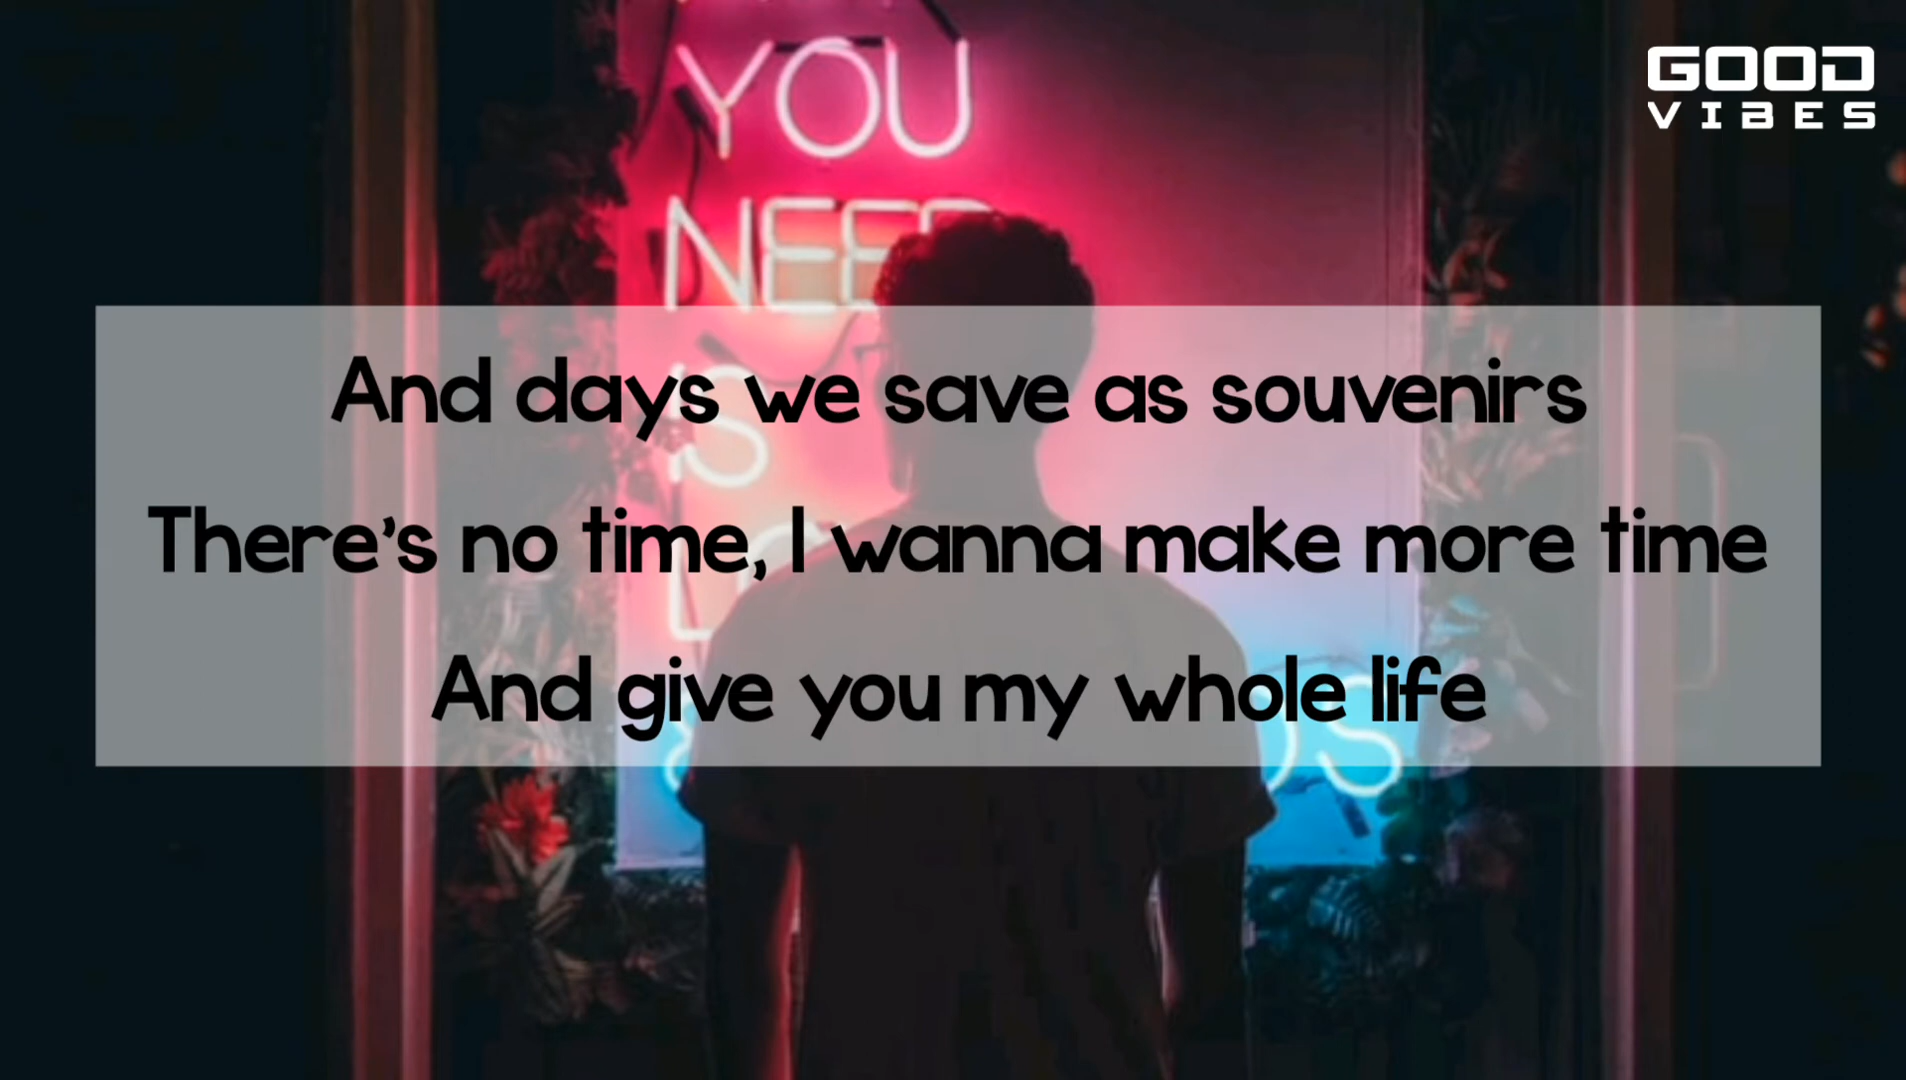 YOU
GOOD
VIBES
NEED
And days we save as souvenirs
IS
There's no time, I wanna make more time
And give you my whole life